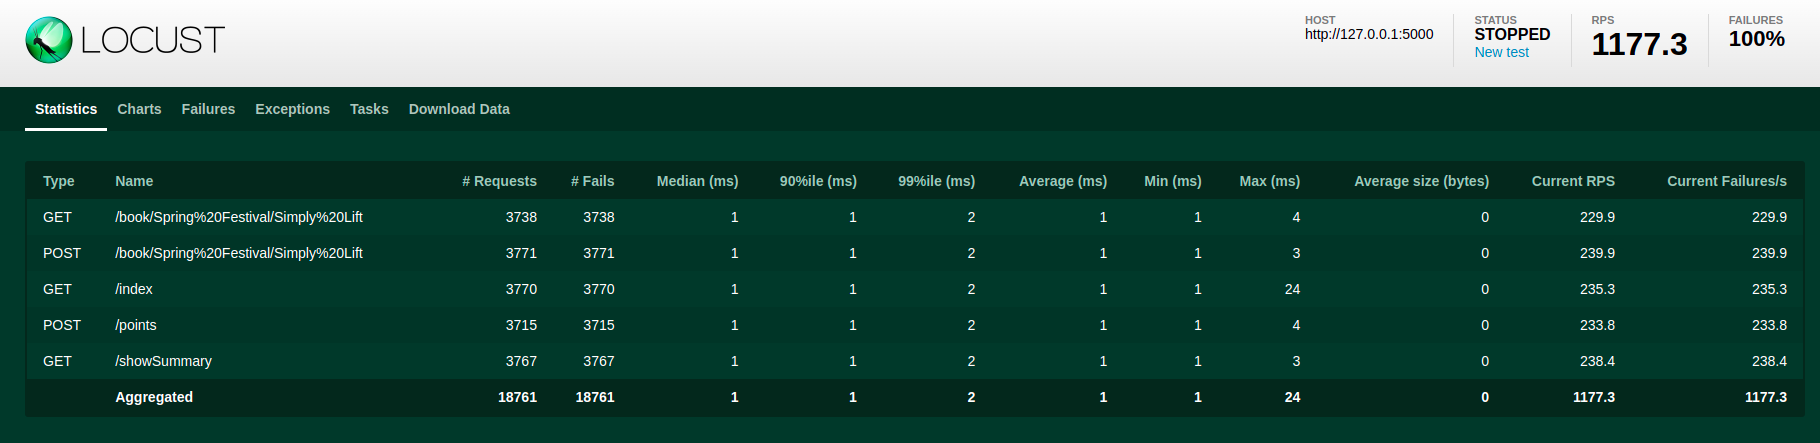 LOCUST
HOST
http://127.0.0.1:5000
STATUS
STOPPED
New test
RPS
1177.3
FAILURES
100%
Statistics Charts Failures Exceptions Tasks Download Data
Type Name # Requests # Fails Median (ms) 90%ile (ms) 99%ile (ms) Average (ms) Min (ms) Max (ms) Average size (bytes) Current RPS Current Failures/s
GET /book/Spring%20Festival/Simply%20Lift 3738 3738 1 1 2 1 1 4 0 229.9 229.9
POST /book/Spring%20Festival/Simply%20Lift 3771 3771 1 1 2 1 1 3 0 239.9 239.9
GET /index 3770 3770 1 1 2 1 1 24 0 235.3 235.3
POST /points 3715 3715 1 1 2 1 1 4 0 233.8 233.8
GET /showSummary 3767 3767 1 1 2 1 1 3 0 238.4 238.4
Aggregated 18761 18761 1 1 2 1 1 24 0 1177.3 1177.3